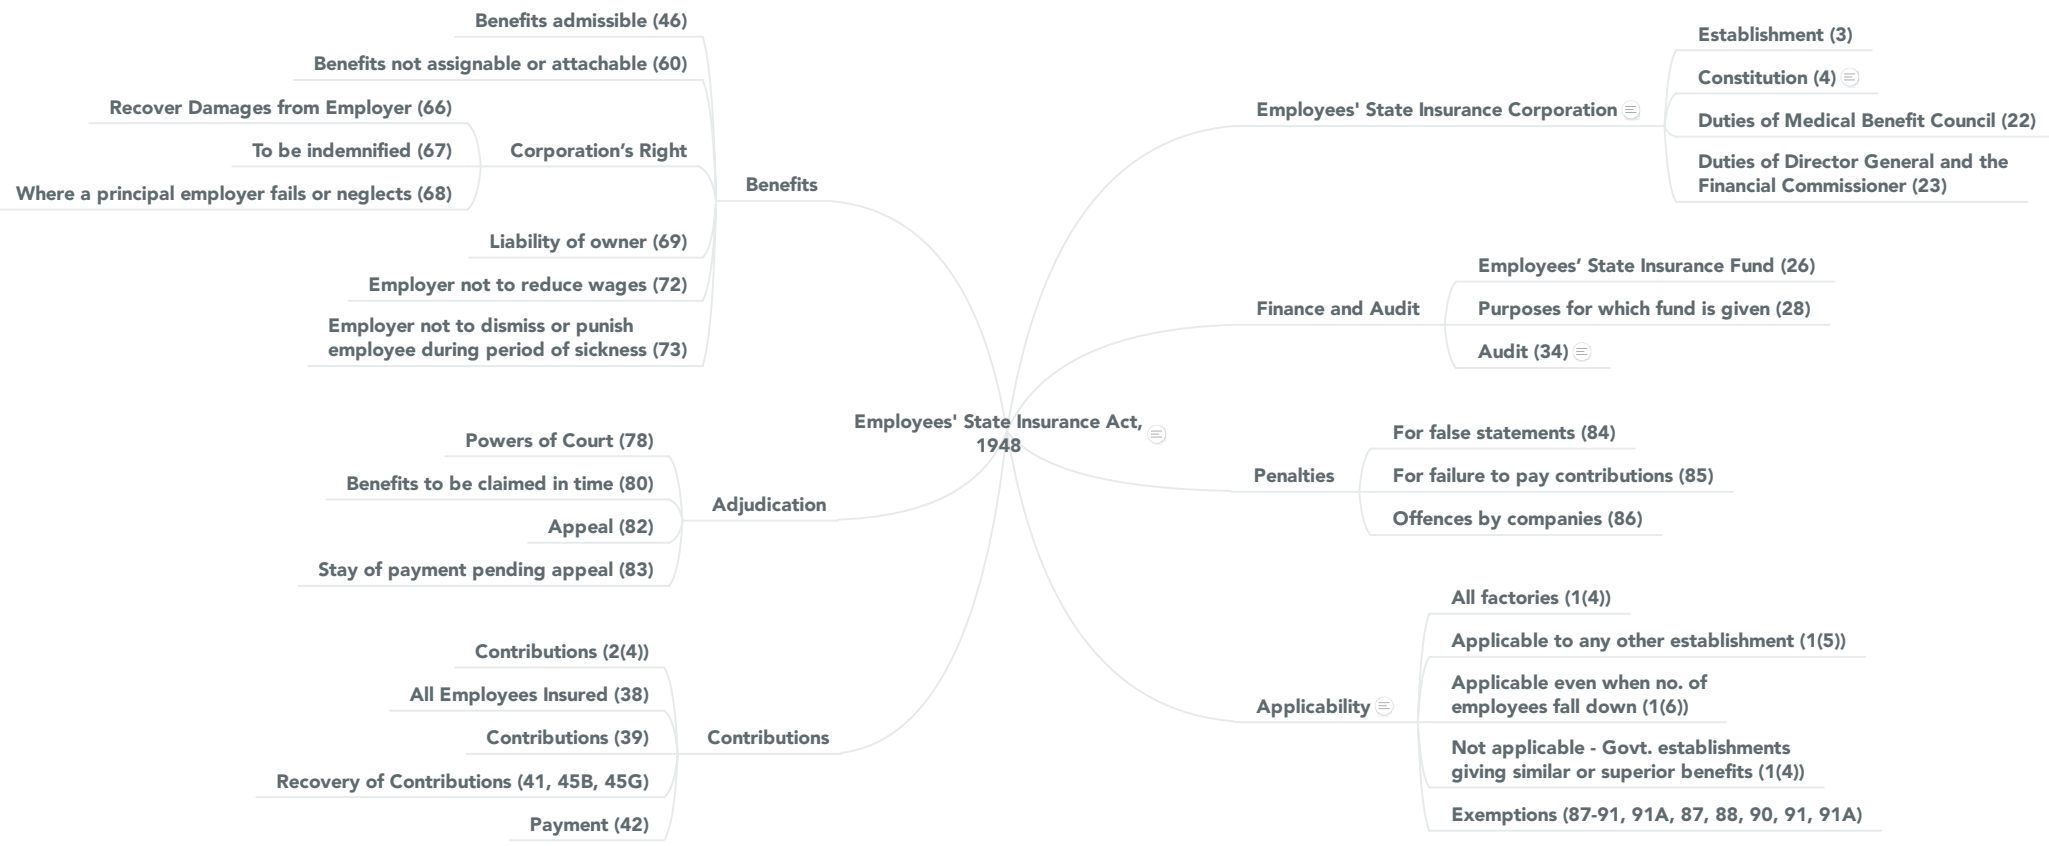 Employees' State Insurance Act,
1948
Employees' State Insurance Corporation
Establishment (3)
Constitution (4)
Duties of Medical Benefit Council (22)
Duties of Director General and the
Financial Commissioner (23)
Finance and Audit
Employees’ State Insurance Fund (26)
Purposes for which fund is given (28)
Audit (34)
Penalties
For false statements (84)
For failure to pay contributions (85)
Offences by companies (86)
Applicability
All factories (1(4))
Applicable to any other establishment (1(5))
Applicable even when no. of
employees fall down (1(6))
Not applicable - Govt. establishments
giving similar or superior benefits (1(4))
Exemptions (87-91, 91A, 87, 88, 90, 91, 91A)
Benefits
Benefits admissible (46)
Benefits not assignable or attachable (60)
Corporation’s Right
Recover Damages from Employer (66)
To be indemnified (67)
Where a principal employer fails or neglects (68)
Liability of owner (69)
Employer not to reduce wages (72)
Employer not to dismiss or punish
employee during period of sickness (73)
Adjudication
Powers of Court (78)
Benefits to be claimed in time (80)
Appeal (82)
Stay of payment pending appeal (83)
Contributions
Contributions (2(4))
All Employees Insured (38)
Contributions (39)
Recovery of Contributions (41, 45B, 45G)
Payment (42)